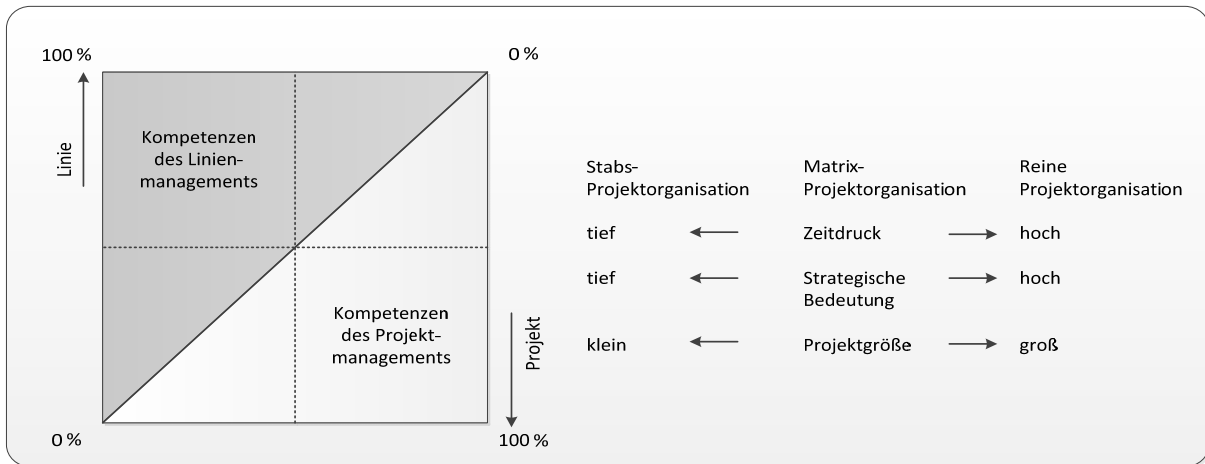 100 %
0 %
Linie
Kompetenzen
des Linien-
managements
Kompetenzen
des Projekt-
managements
Projekt
0 %
100 %
Stabs-
Projektorganisation
Matrix-
Projektorganisation
Reine
Projektorganisation
tief
Zeitdruck
hoch
tief
Strategische
Bedeutung
hoch
klein
Projektgröße
groß